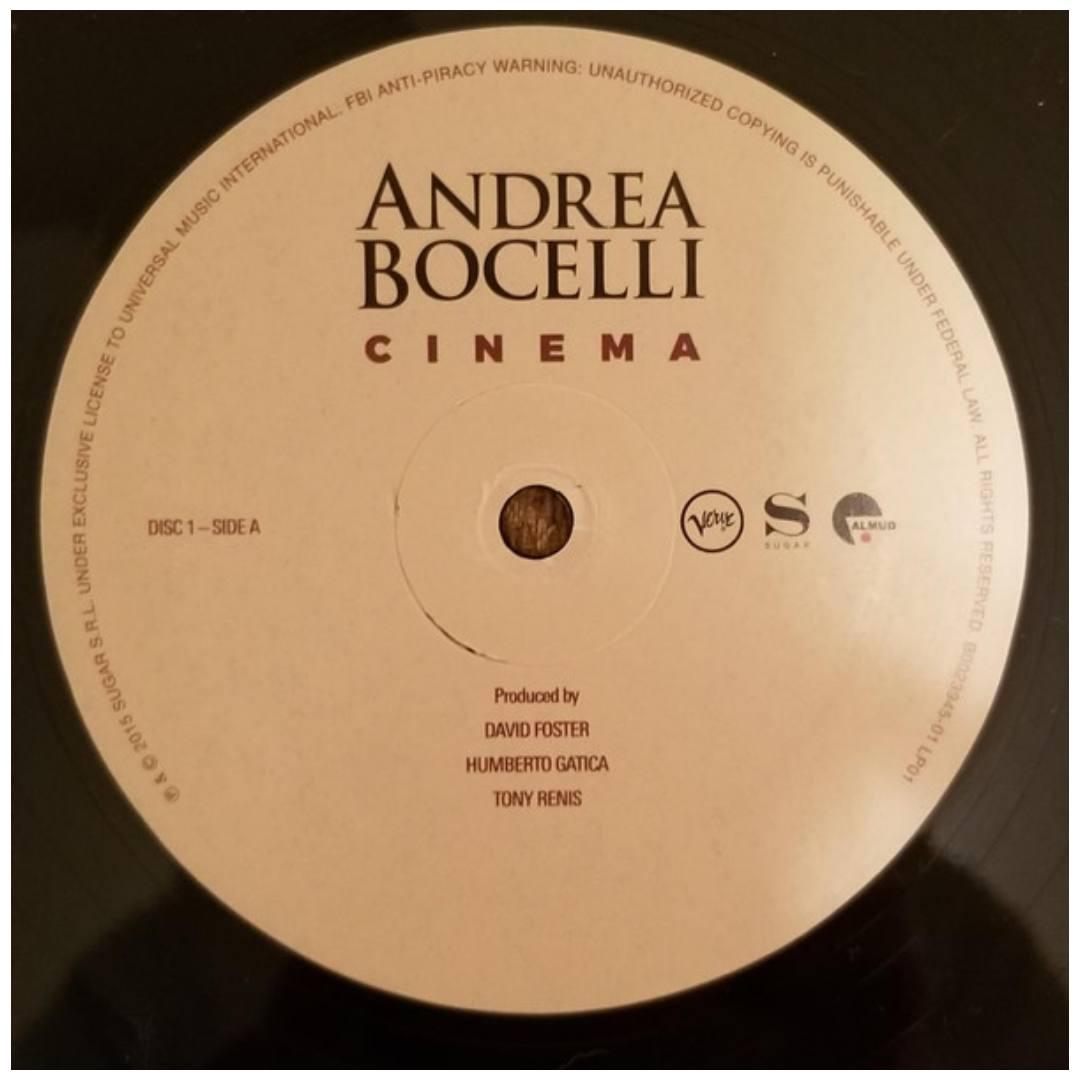 ℗ & © 2015 SUGAR S.R.L. UNDER EXCLUSIVE LICENSE TO UNIVERSAL MUSIC INTERNATIONAL. FBI ANTI-PIRACY WARNING: UNAUTHORIZED COPYING IS PUNISHABLE UNDER FEDERAL LAW. ALL RIGHTS RESERVED. B0023945-01 LP01
ANDREA
BOCELLI
CINEMA
DISC 1 – SIDE A
Verve
S
SUGAR
ALMUD
Produced by
DAVID FOSTER
HUMBERTO GATICA
TONY RENIS